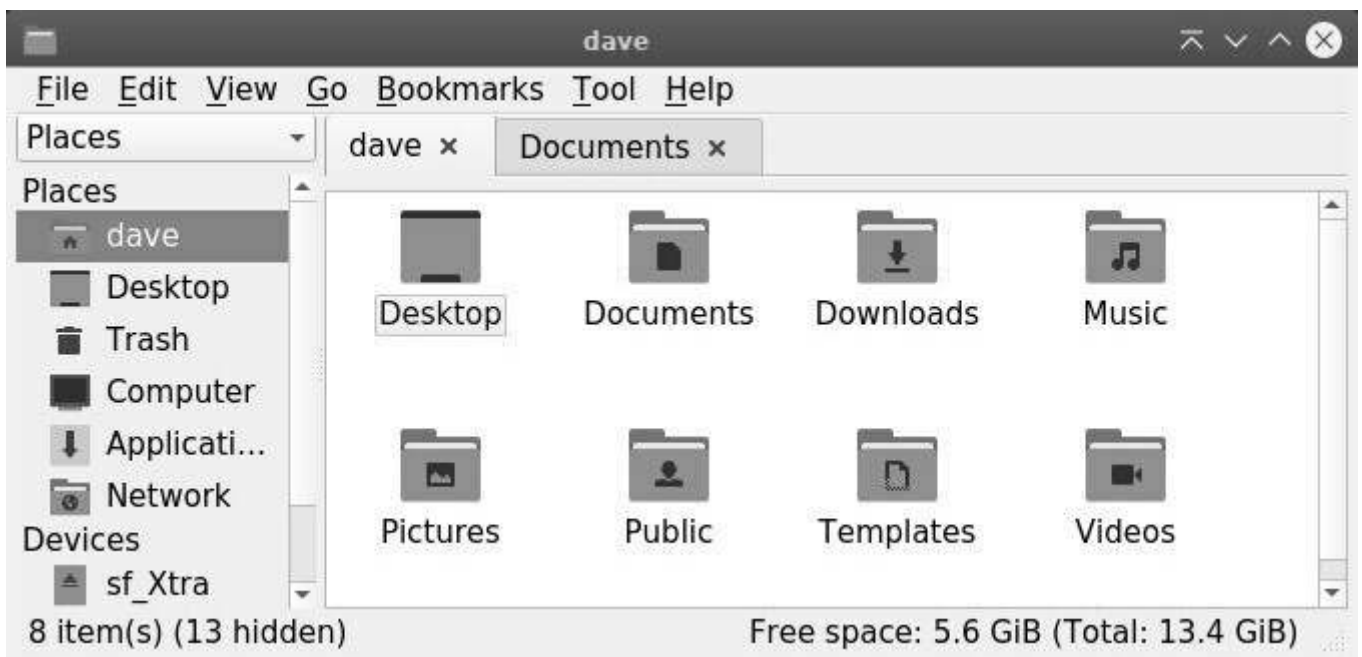 dave
File Edit View Go Bookmarks Tool Help
Places
dave Documents
Places
dave
Desktop
Trash
Computer
Applicati...
Network
Devices
sf_Xtra
Desktop Documents Downloads Music
Pictures Public Templates Videos
8 item(s) (13 hidden) Free space: 5.6 GiB (Total: 13.4 GiB)